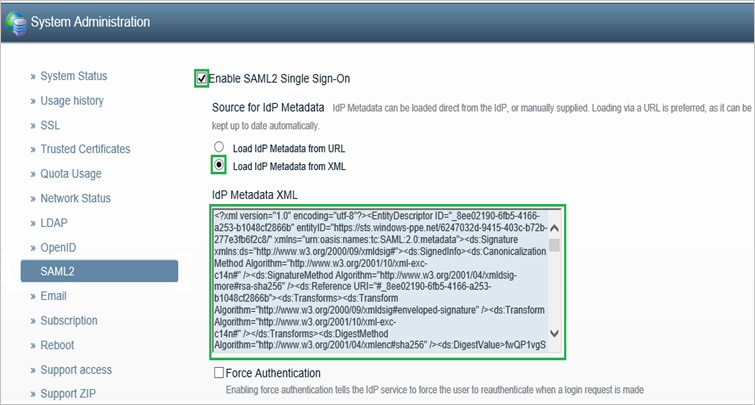 System Administration
» System Status
» Usage history
» SSL
» Trusted Certificates
» Quota Usage
» Network Status
» LDAP
» OpenID
SAML2
» Email
» Subscription
» Reboot
» Support access
» Support ZIP
Enable SAML2 Single Sign-On
Source for IdP Metadata IdP Metadata can be loaded direct from the IdP, or manually supplied. Loading via a URL is preferred, as it can be
kept up to date automatically.
Load IdP Metadata from URL
Load IdP Metadata from XML
IdP Metadata XML
<?xml version="1.0" encoding="utf-8"?><EntityDescriptor ID="_8ee02190-6fb5-4166-
a253-b1048cf2866b" entityID="https://sts.windows-ppe.net/6247032d-9415-403c-b72b-
277e3fb6f2c8/" xmlns="urn:oasis:names:tc:SAML:2.0:metadata"><ds:Signature
xmlns:ds="http://www.w3.org/2000/09/xmldsig#"><ds:SignedInfo><ds:Canonicalization
Method Algorithm="http://www.w3.org/2001/10/xml-exc-
c14n#" /><ds:SignatureMethod Algorithm="http://www.w3.org/2001/04/xmldsig-
more#rsa-sha256" /><ds:Reference URI="#_8ee02190-6fb5-4166-a253-
b1048cf2866b"><ds:Transforms><ds:Transform
Algorithm="http://www.w3.org/2000/09/xmldsig#enveloped-signature" /><ds:Transform
Algorithm="http://www.w3.org/2001/10/xml-exc-
c14n#" /></ds:Transforms><ds:DigestMethod
Algorithm="http://www.w3.org/2001/04/xmlenc#sha256" /><ds:DigestValue>fwQP1vgS
Force Authentication
Enabling force authentication tells the IdP service to force the user to reauthenticate when a login request is made